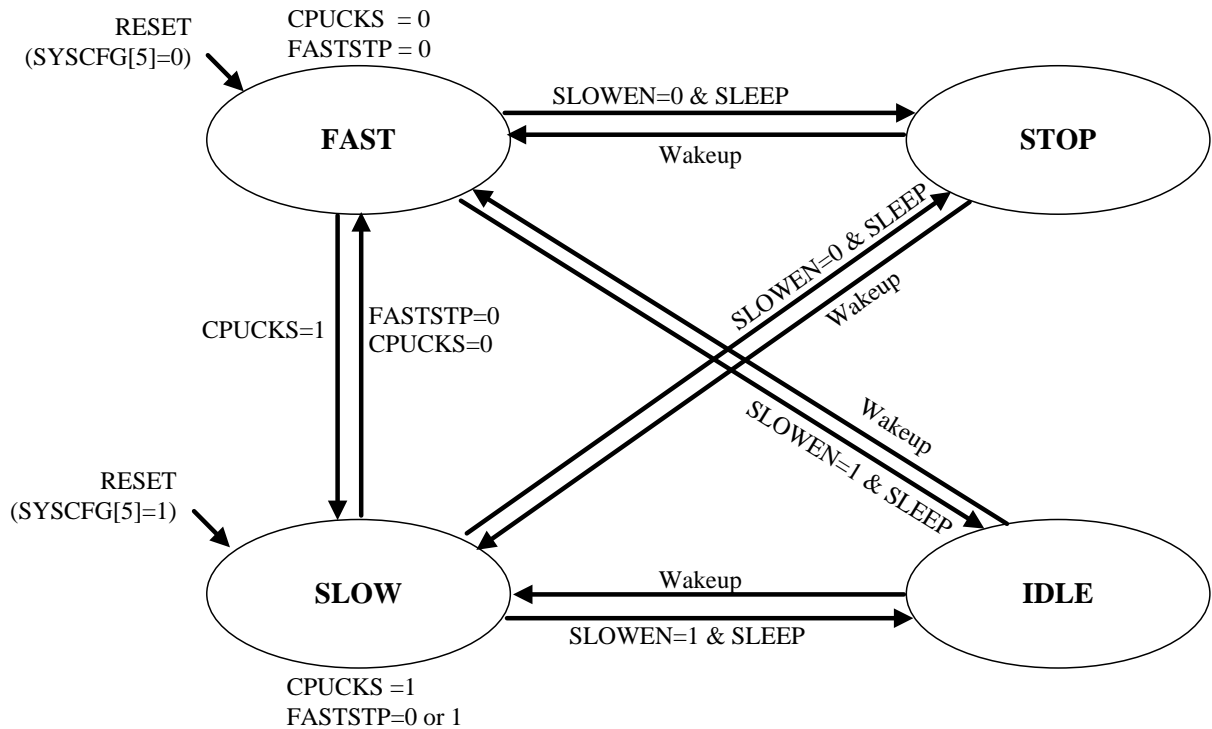 RESET
(SYSCFG[5]=0)
CPUCKS = 0
FASTSTP = 0
FAST
SLOWEN=0 & SLEEP
Wakeup
STOP
CPUCKS=1
FASTSTP=0
CPUCKS=0
SLOWEN=0 & SLEEP
Wakeup
Wakeup
SLOWEN=1 & SLEEP
RESET
(SYSCFG[5]=1)
SLOW
Wakeup
SLOWEN=1 & SLEEP
IDLE
CPUCKS =1
FASTSTP=0 or 1